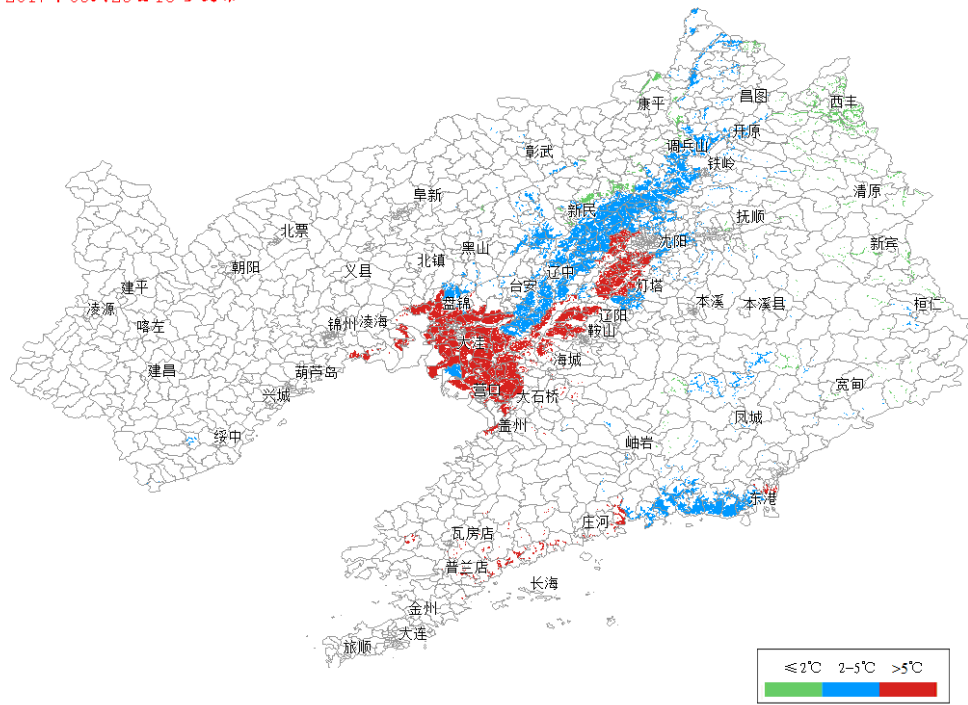 康平
昌图
西丰
调兵山
开原
铁岭
彰武
阜新
新民
清原
抚顺
北票
黑山
沈阳
新宾
朝阳
义县
北镇
辽中
建平
台安
灯塔
本溪
本溪县
桓仁
凌源
盘锦
喀左
锦州
凌海
辽阳
鞍山
大洼
海城
建昌
葫芦岛
宽甸
兴城
营口
大石桥
凤城
绥中
盖州
岫岩
东港
庄河
瓦房店
普兰店
长海
金州
大连
旅顺
≤2℃ 2-5℃ >5℃